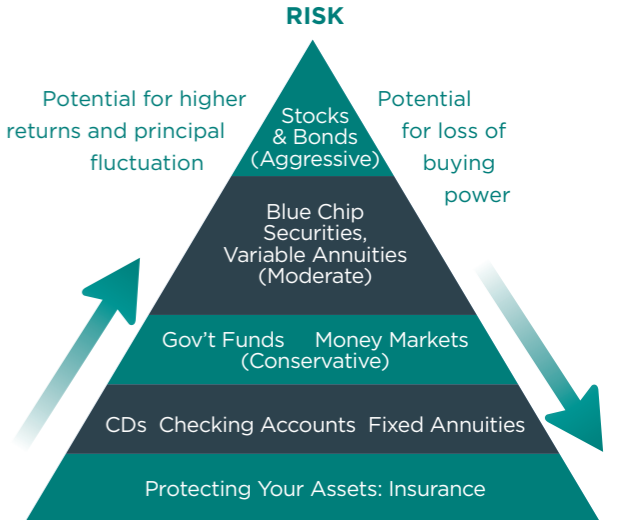 RISK
Potential for higher
returns and principal
fluctuation
Potential
for loss of
buying
power
Stocks
& Bonds
(Aggressive)
Blue Chip
Securities,
Variable Annuities
(Moderate)
Gov't Funds Money Markets
(Conservative)
CDs Checking Accounts Fixed Annuities
Protecting Your Assets: Insurance